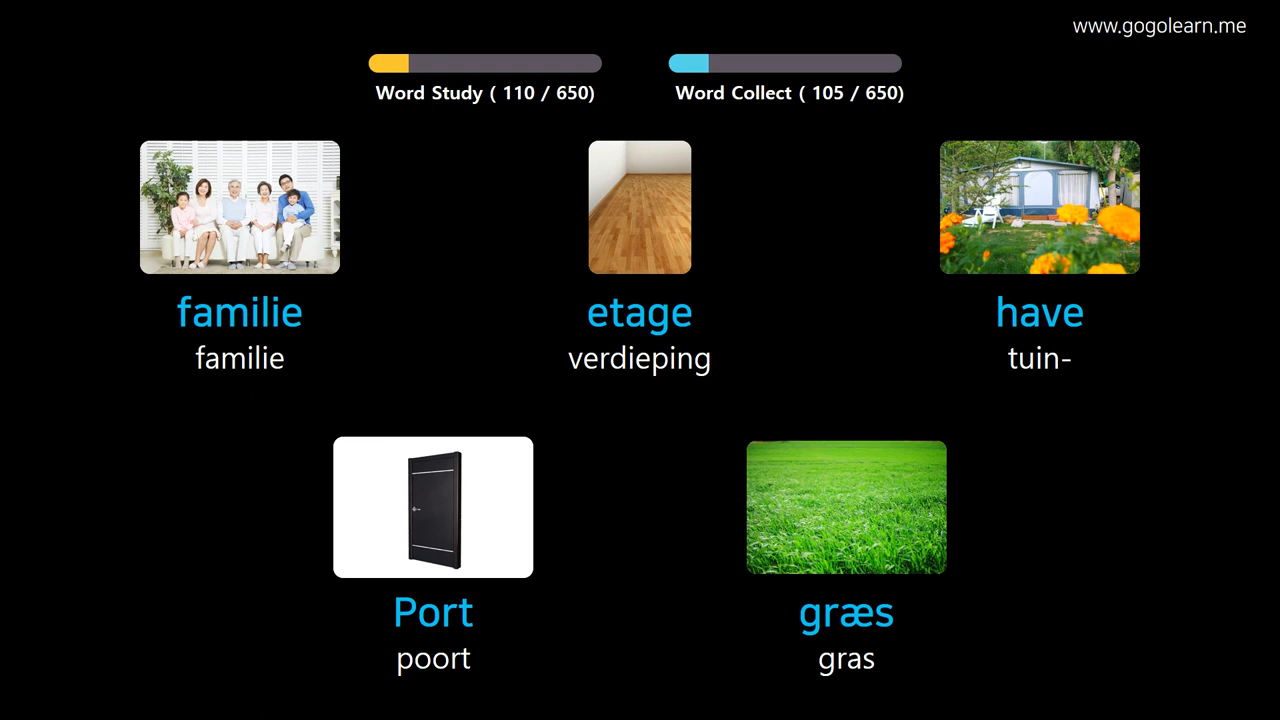 www.gogolearn.me
Word Study ( 110 / 650)
Word Collect ( 105 / 650)
familie
familie
etage
verdieping
have
tuin-
Port
poort
græs
gras